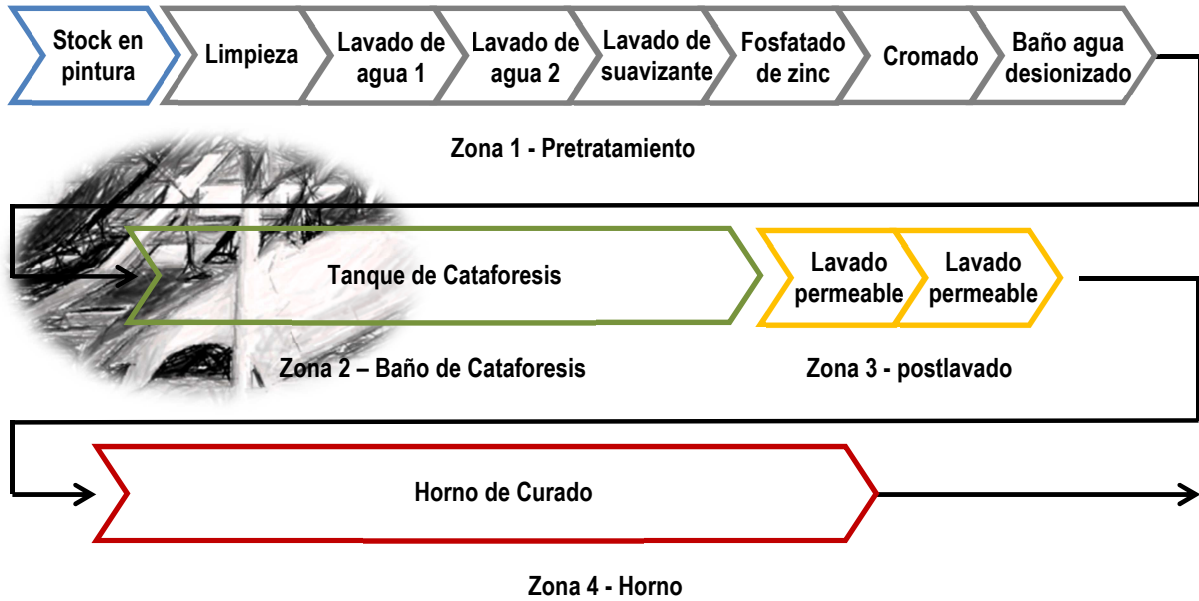 Stock en
pintura
Limpieza
Lavado de
agua 1
Lavado de
agua 2
Lavado de
suavizante
Fosfatado
de zinc
Cromado
Baño agua
desionizado
Zona 1 - Pretratamiento
Tanque de Cataforesis
Lavado
permeable
Lavado
permeable
Zona 2 – Baño de Cataforesis
Zona 3 - postlavado
Horno de Curado
Zona 4 - Horno